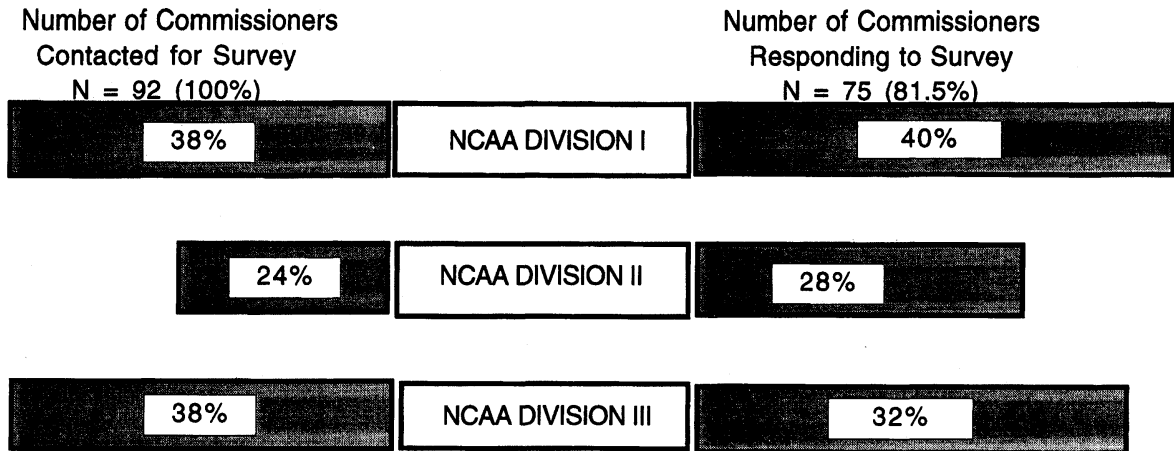 Number of Commissioners
Contacted for Survey
N = 92 (100%)
Number of Commissioners
Responding to Survey
N = 75 (81.5%)
38%
NCAA DIVISION I
40%
24%
NCAA DIVISION II
28%
38%
NCAA DIVISION III
32%